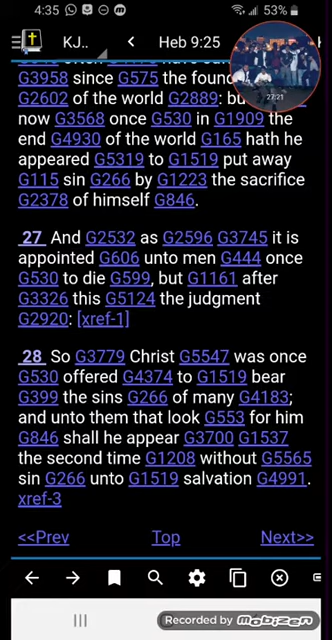 4:35 53%
KJ.. Heb 9:25
G3958 since G575 the found
G2602 of the world G2889: bu
now G3568 once G530 in G1909 the
end G4930 of the world G165 hath he
appeared G5319 to G1519 put away
G115 sin G266 by G1223 the sacrifice
G2378 of himself G846.
27 And G2532 as G2596 G3745 it is
appointed G606 unto men G444 once
G530 to die G599, but G1161 after
G3326 this G5124 the judgment
G2920: [xref-1]
28 So G3779 Christ G5547 was once
G530 offered G4374 to G1519 bear
G399 the sins G266 of many G4183;
and unto them that look G553 for him
G846 shall he appear G3700 G1537
the second time G1208 without G5565
sin G266 unto G1519 salvation G4991.
xref-3
<<Prev Top Next>>
27:21
Recorded by Mobizen